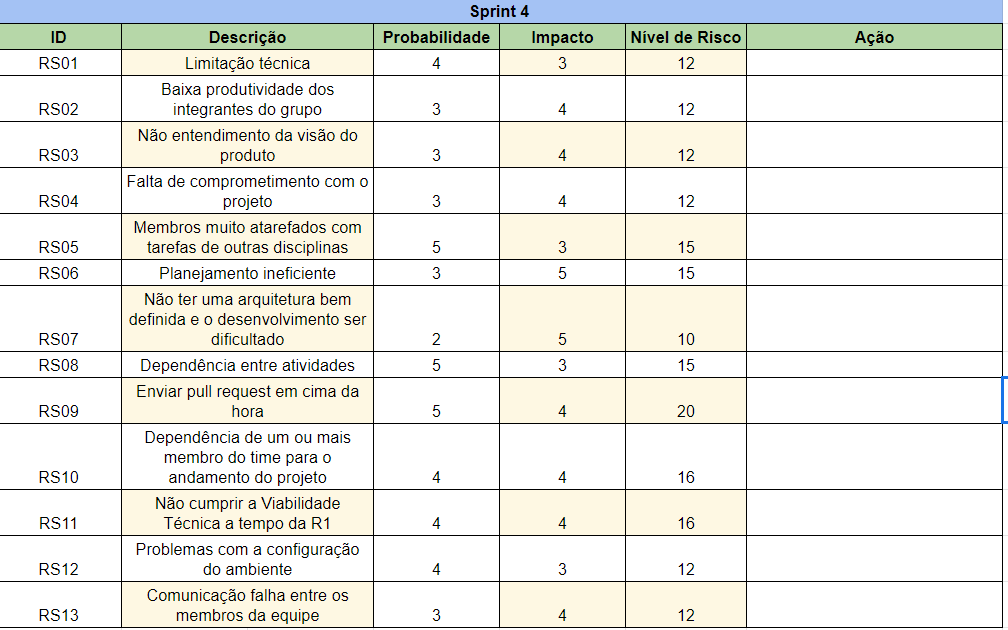 Sprint 4
ID Descrição Probabilidade Impacto Nível de Risco Ação
RS01 Limitação técnica 4 3 12
Baixa produtividade dos
RS02 integrantes do grupo 3 4 12
Não entendimento da visão do
RS03 produto 3 4 12
Falta de comprometimento com o
RS04 projeto 3 4 12
Membros muito atarefados com
RS05 tarefas de outras disciplinas 5 3 15
RS06 Planejamento ineficiente 3 5 15
Não ter uma arquitetura bem
definida e o desenvolvimento ser
RS07 dificultado 2 5 10
RS08 Dependência entre atividades 5 3 15
Enviar pull request em cima da
RS09 hora 5 4 20
Dependência de um ou mais
membro do time para o
RS10 andamento do projeto 4 4 16
Não cumprir a Viabilidade
RS11 Técnica a tempo da R1 4 4 16
Problemas com a configuração
RS12 do ambiente 4 3 12
Comunicação falha entre os
RS13 membros da equipe 3 4 12